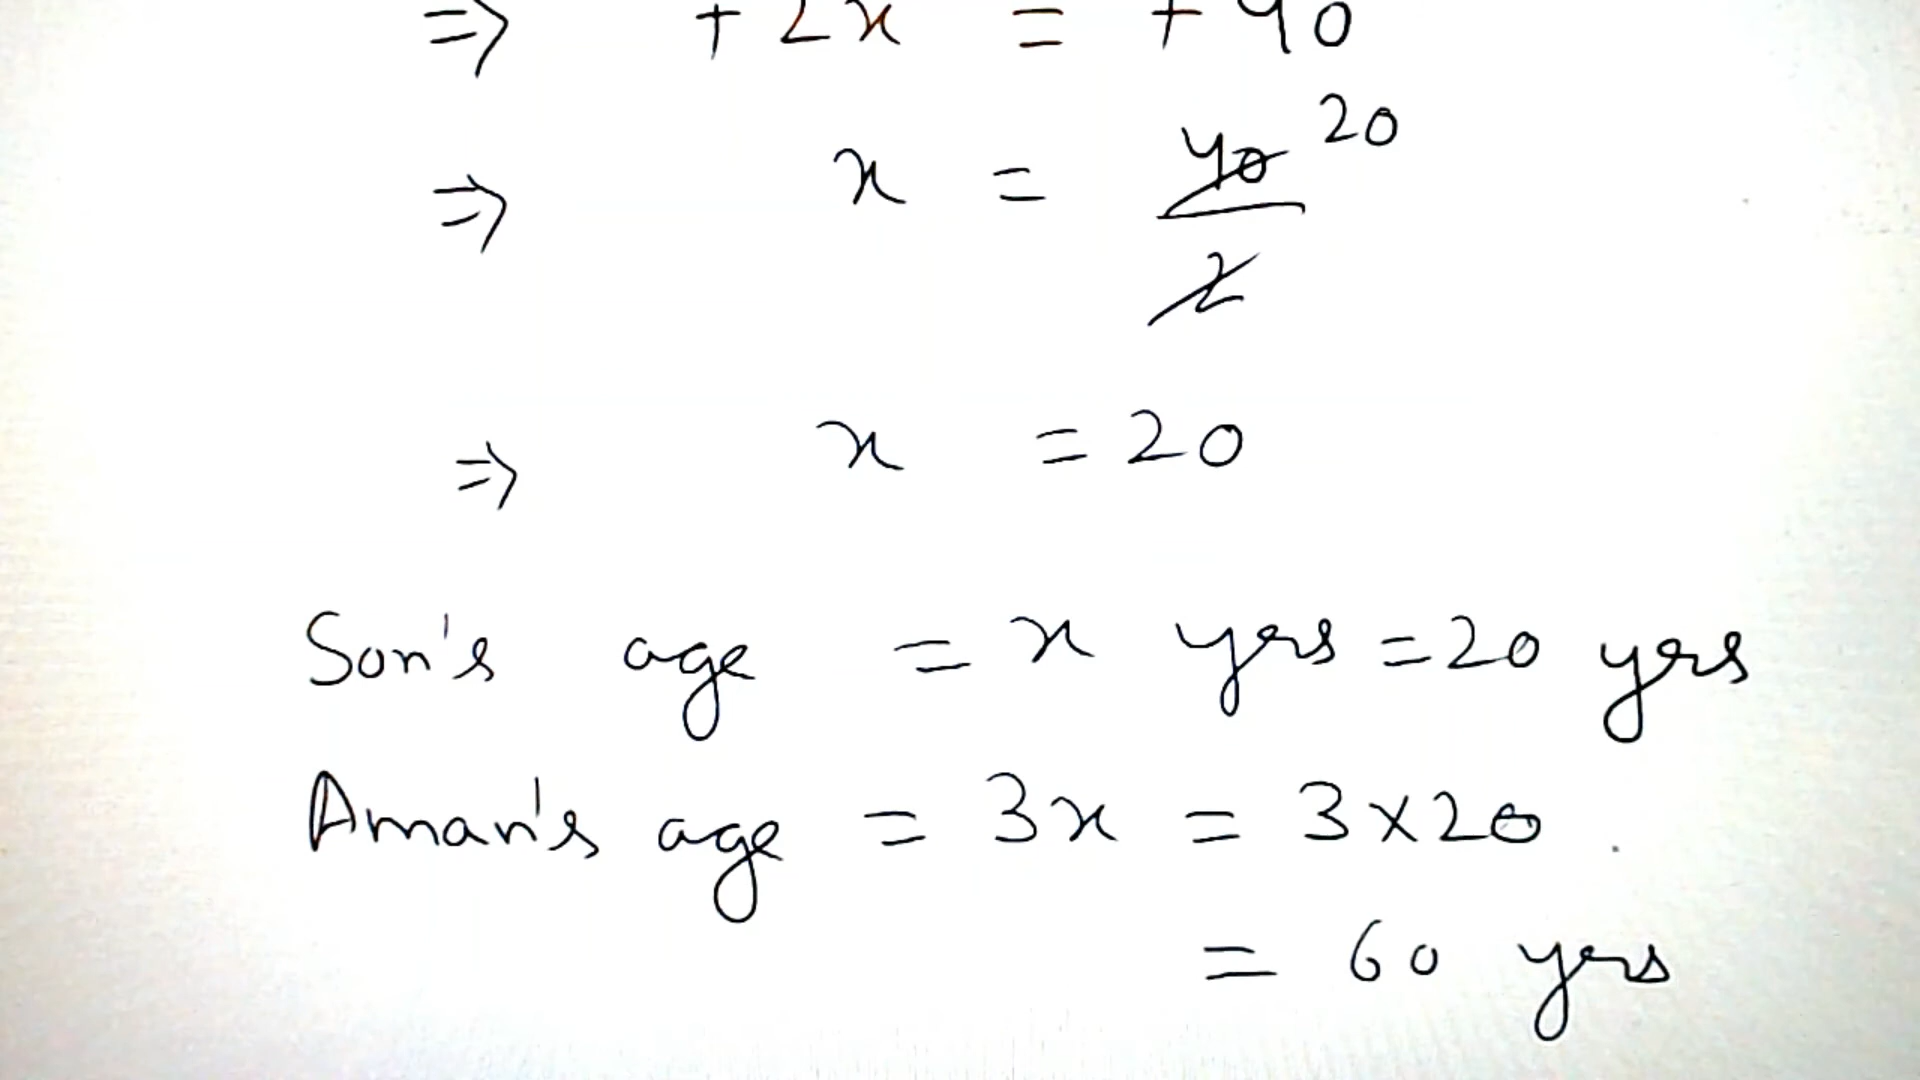 ⇒ + 2x = + 40
⇒ x = 40/2 20
⇒ x = 20
Son's age = x yrs = 20 yrs
Aman's age = 3x = 3 × 20
= 60 yrs